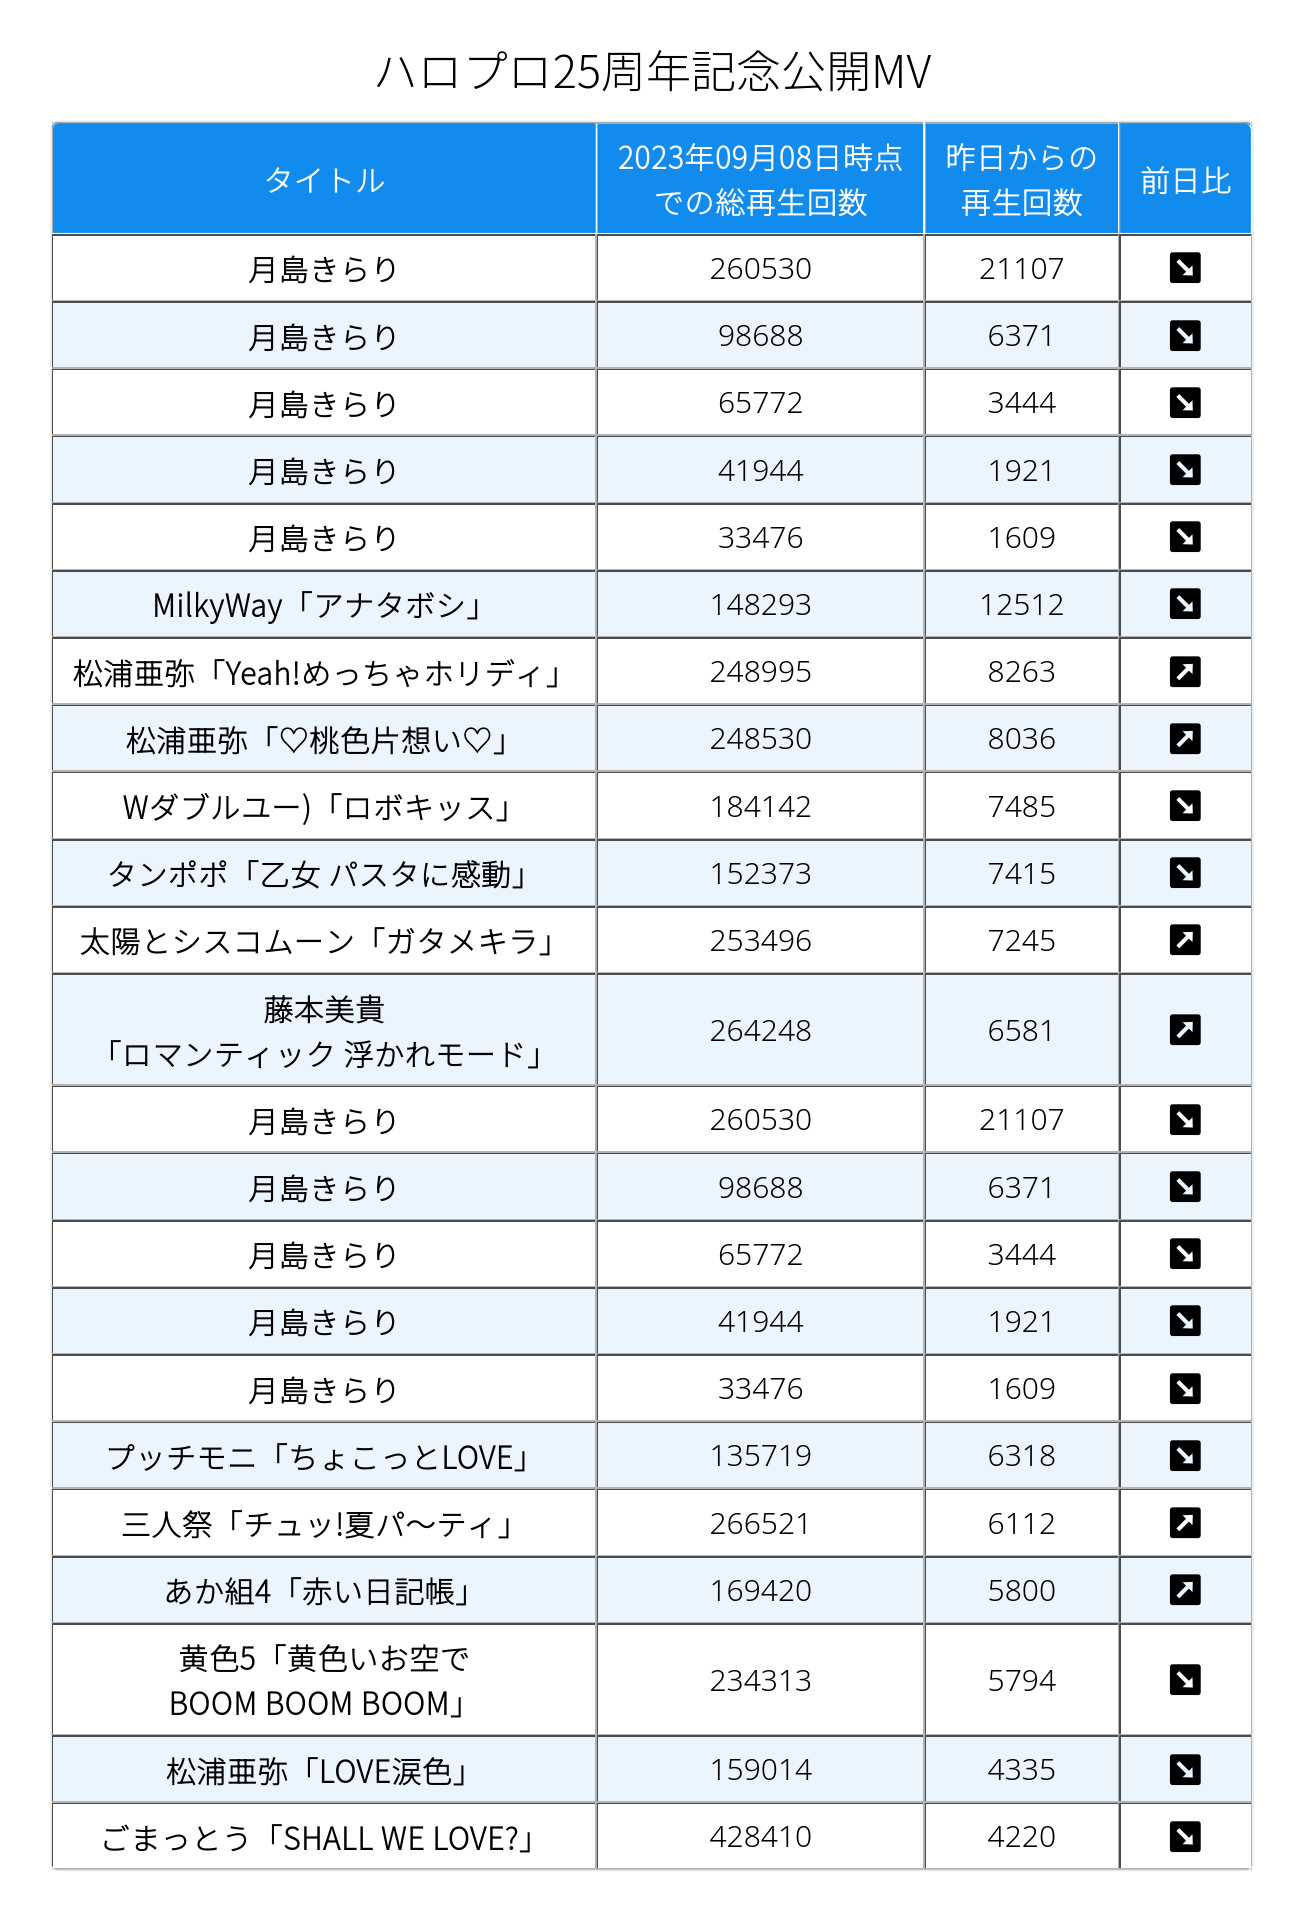 ハロプロ25周年記念公開MV
タイトル 2023年09月08日時点での総再生回数 昨日からの再生回数 前日比
月島きらり 260530 21107 ↘
月島きらり 98688 6371 ↘
月島きらり 65772 3444 ↘
月島きらり 41944 1921 ↘
月島きらり 33476 1609 ↘
MilkyWay「アナタボシ」 148293 12512 ↘
松浦亜弥「Yeah!めっちゃホリディ」 248995 8263 ↗
松浦亜弥「♡桃色片想い♡」 248530 8036 ↗
Wダブルユー)「ロボキッス」 184142 7485 ↘
タンポポ「乙女 パスタに感動」 152373 7415 ↘
太陽とシスコムーン「ガタメキラ」 253496 7245 ↗
藤本美貴
「ロマンティック 浮かれモード」 264248 6581 ↗
月島きらり 260530 21107 ↘
月島きらり 98688 6371 ↘
月島きらり 65772 3444 ↘
月島きらり 41944 1921 ↘
月島きらり 33476 1609 ↘
プッチモニ「ちょこっとLOVE」 135719 6318 ↘
三人祭「チュッ!夏パ〜ティ」 266521 6112 ↗
あか組4「赤い日記帳」 169420 5800 ↗
黄色5「黄色いお空で
BOOM BOOM BOOM」 234313 5794 ↘
松浦亜弥「LOVE涙色」 159014 4335 ↘
ごまっとう「SHALL WE LOVE?」 428410 4220 ↘